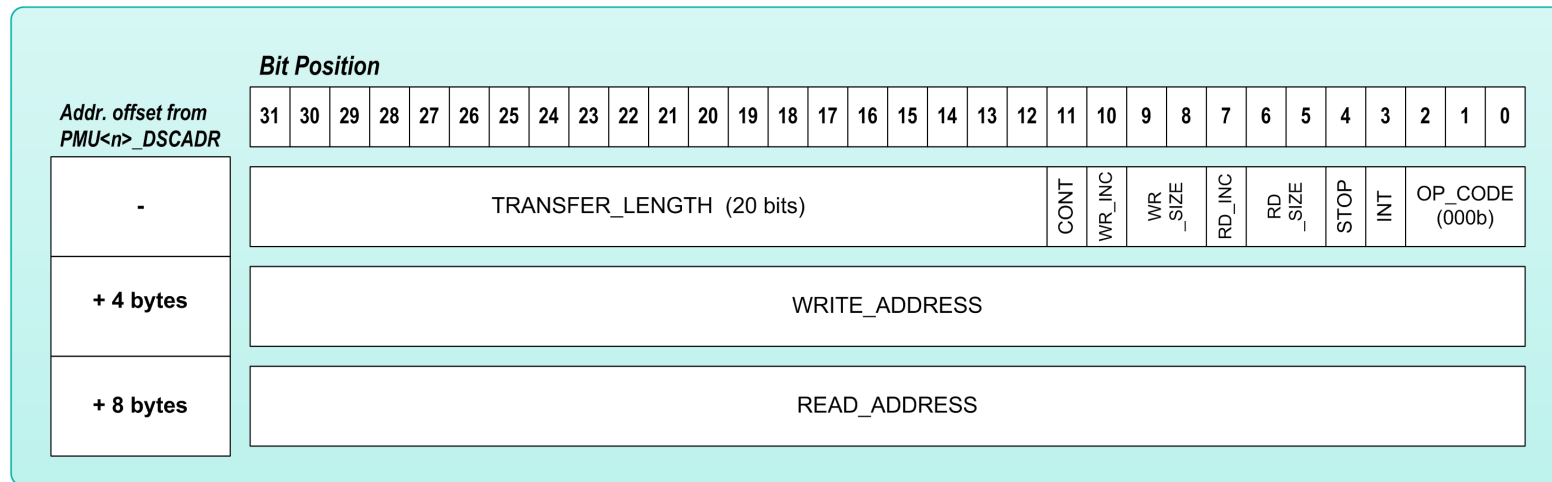 Bit Position
Addr. offset from
PMU<n>_DSCADR
31 30 29 28 27 26 25 24 23 22 21 20 19 18 17 16 15 14 13 12 11 10 9 8 7 6 5 4 3 2 1 0
-
TRANSFER_LENGTH (20 bits)
CONT
WR_INC
WR
_SIZE
RD_INC
RD
_SIZE
STOP
INT
OP_CODE
(000b)
+ 4 bytes
WRITE_ADDRESS
+ 8 bytes
READ_ADDRESS